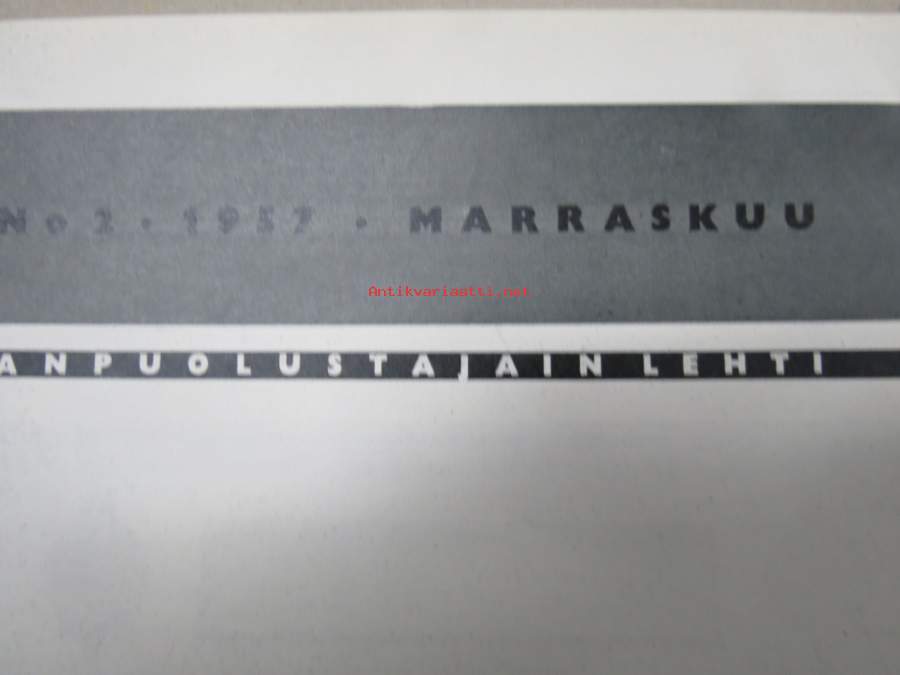 No 2 • 1957 • MARRASKUU
Antikvariaatti.net
ANPUOLUSTAJAIN LEHTI